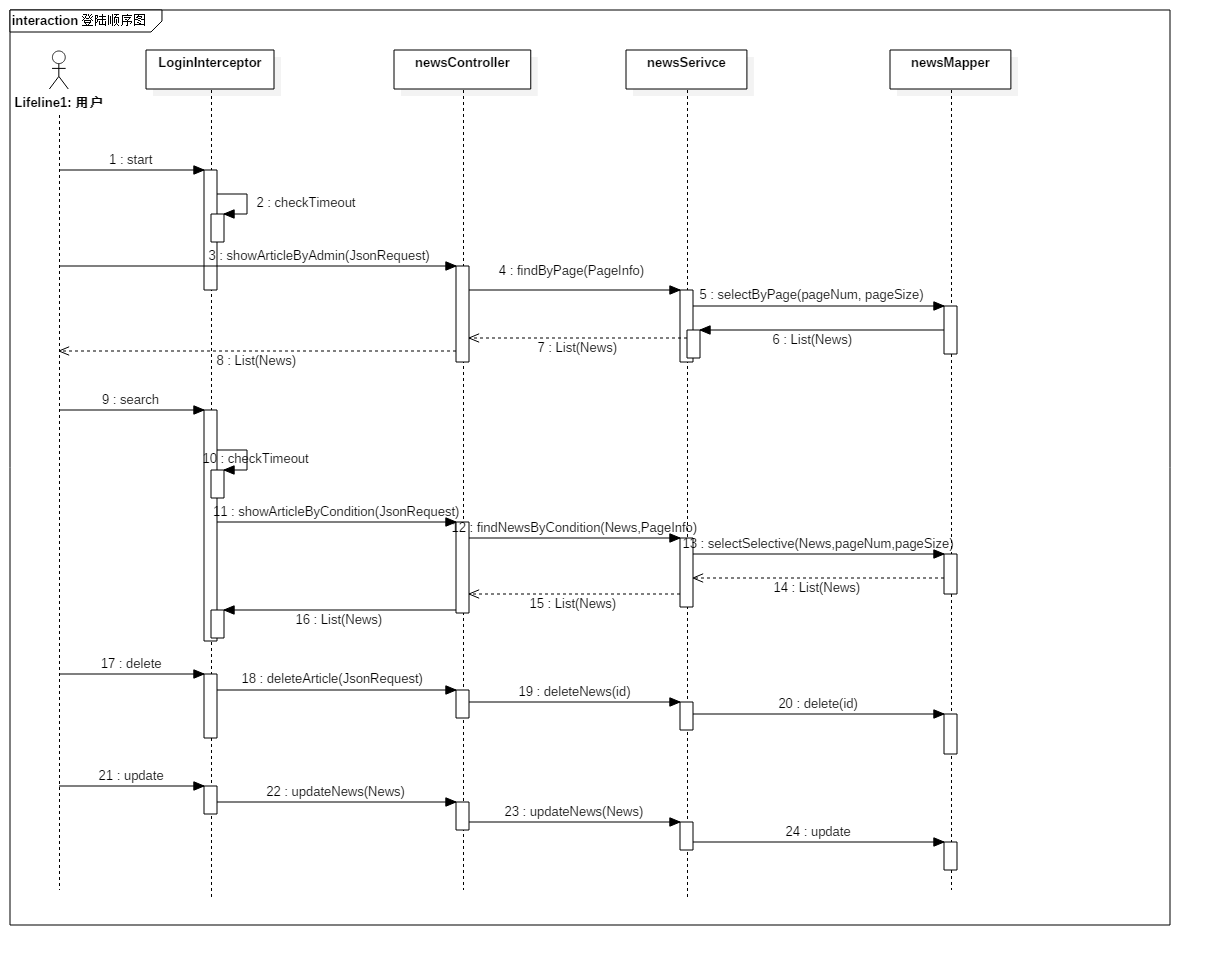 interaction 登陆顺序图
LoginInterceptor
newsController
newsSerivce
newsMapper
Lifeline1: 用户
1 : start
2 : checkTimeout
3 : showArticleByAdmin(JsonRequest)
4 : findByPage(PageInfo)
5 : selectByPage(pageNum, pageSize)
6 : List(News)
7 : List(News)
8 : List(News)
9 : search
10 : checkTimeout
11 : showArticleByCondition(JsonRequest)
12 : findNewsByCondition(News,PageInfo)
13 : selectSelective(News,pageNum,pageSize)
14 : List(News)
15 : List(News)
16 : List(News)
17 : delete
18 : deleteArticle(JsonRequest)
19 : deleteNews(id)
20 : delete(id)
21 : update
22 : updateNews(News)
23 : updateNews(News)
24 : update